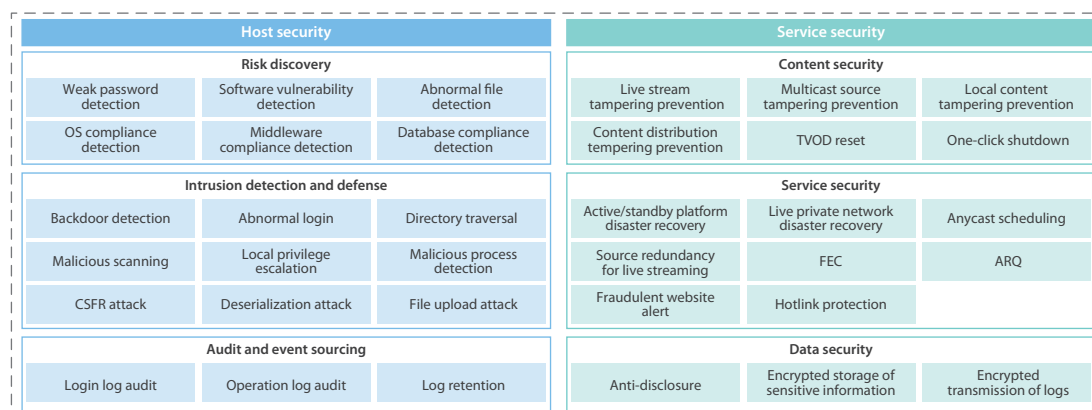 Host security
Risk discovery
Weak password
detection
Software vulnerability
detection
Abnormal file
detection
OS compliance
detection
Middleware
compliance detection
Database compliance
detection
Intrusion detection and defense
Backdoor detection
Abnormal login
Directory traversal
Malicious scanning
Local privilege
escalation
Malicious process
detection
CSFR attack
Deserialization attack
File upload attack
Audit and event sourcing
Login log audit
Operation log audit
Log retention
Service security
Content security
Live stream
tampering prevention
Multicast source
tampering prevention
Local content
tampering prevention
Content distribution
tempering prevention
TVOD reset
One-click shutdown
Service security
Active/standby platform
disaster recovery
Live private network
disaster recovery
Anycast scheduling
Source redundancy
for live streaming
FEC
ARQ
Fraudulent website
alert
Hotlink protection
Data security
Anti-disclosure
Encrypted storage of
sensitive information
Encrypted
transmission of logs